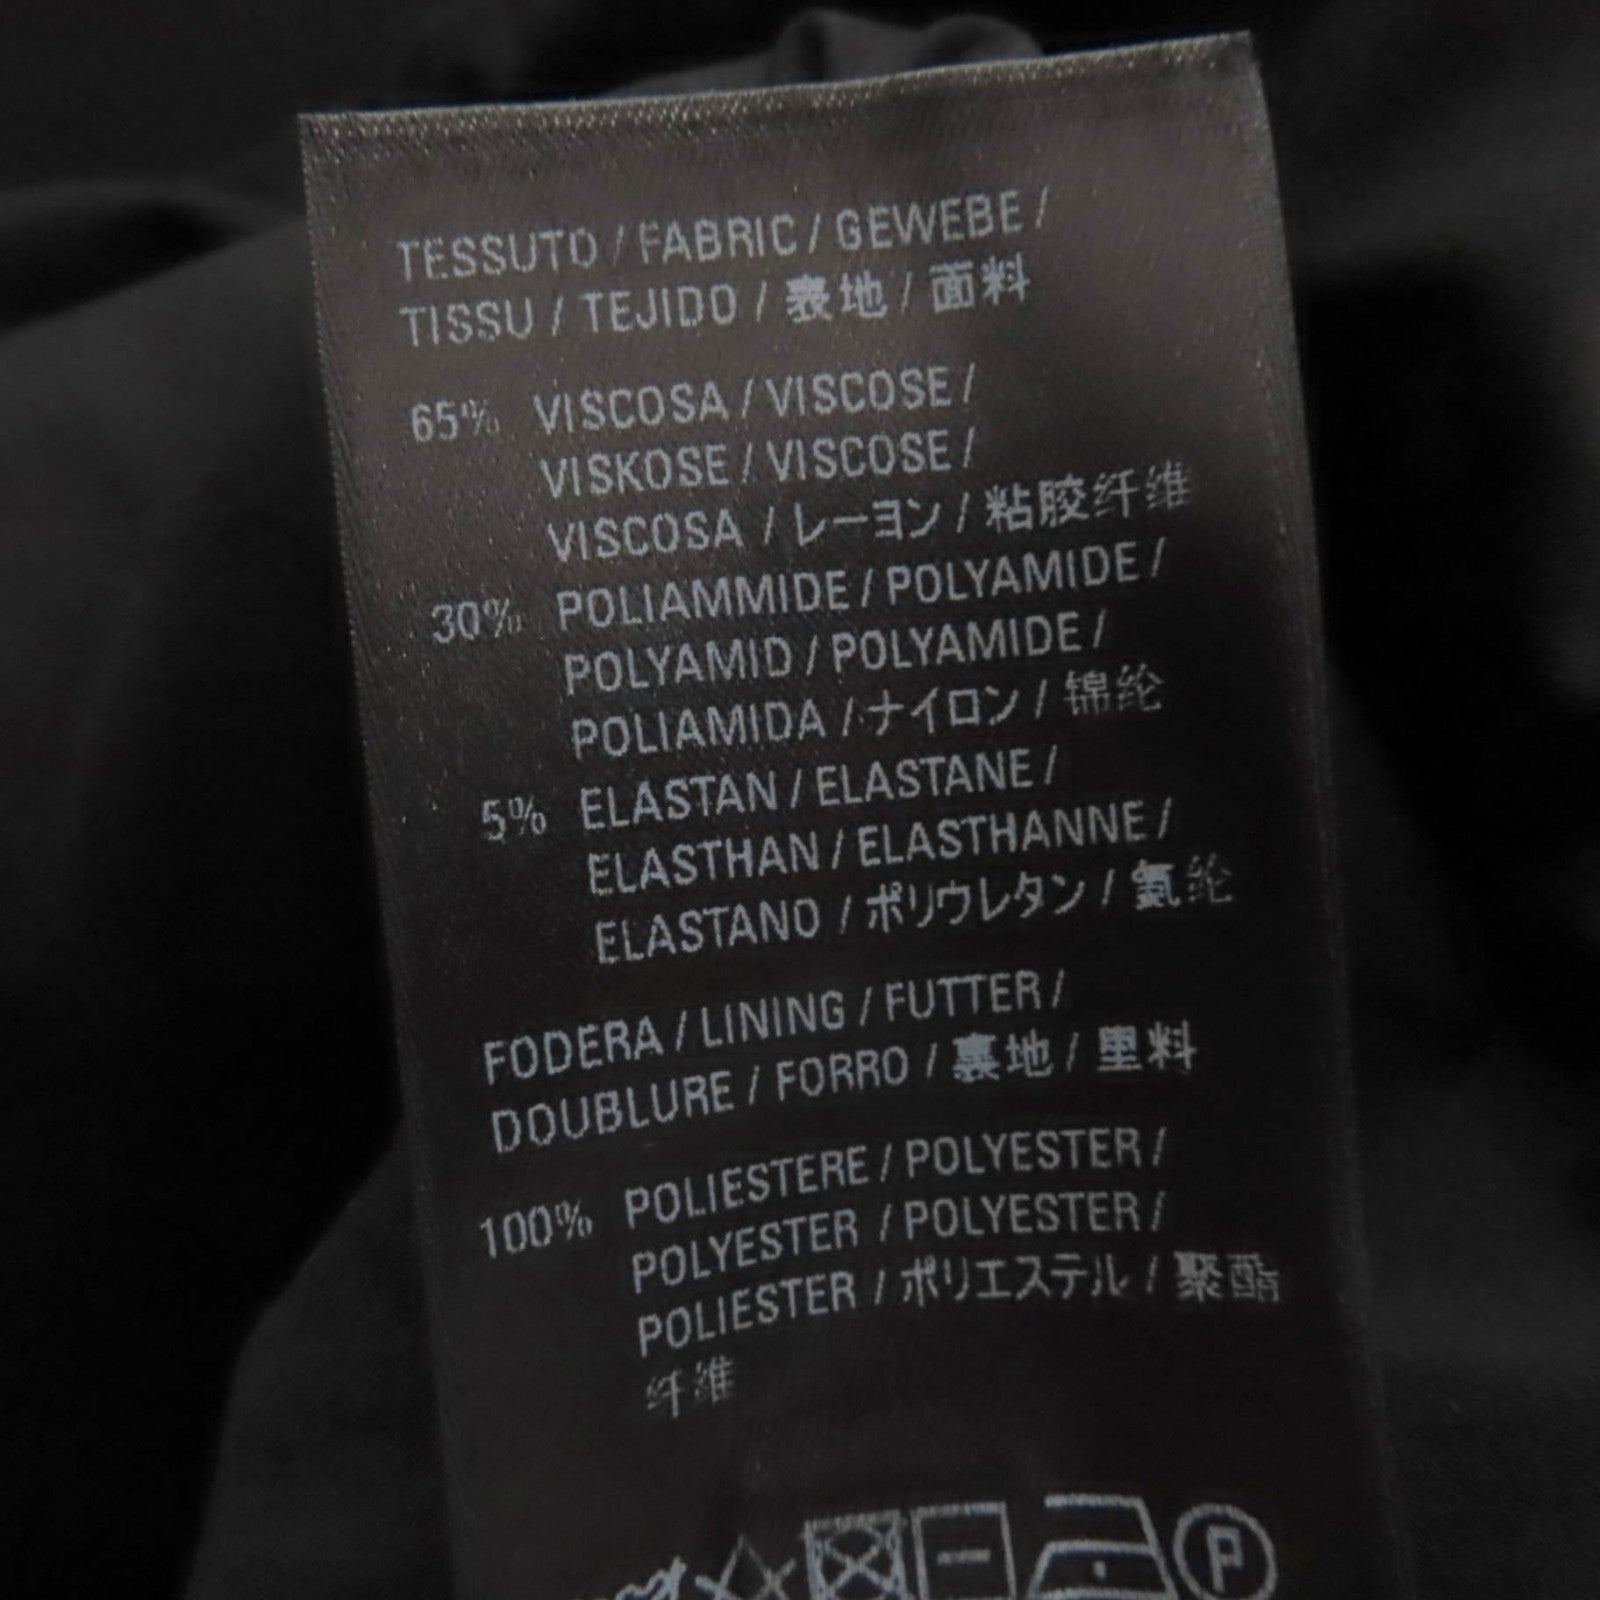 TESSUTO / FABRIC / GEWEBE /
TISSU / TEJIDO / 表地 / 面料
65% VISCOSA / VISCOSE /
VISKOSE / VISCOSE /
VISCOSA / レーヨン / 粘胶纤维
30% POLIAMMIDE / POLYAMIDE /
POLYAMID / POLYAMIDE /
POLIAMIDA / ナイロン / 锦纶
5% ELASTAN / ELASTANE /
ELASTHAN / ELASTHANNE /
ELASTANO / ポリウレタン / 氨纶
FODERA / LINING / FUTTER /
DOUBLURE / FORRO / 裏地 / 里料
100% POLIESTERE / POLYESTER /
POLYESTER / POLYESTER /
POLIESTER / ポリエステル / 聚酯
纤维
P